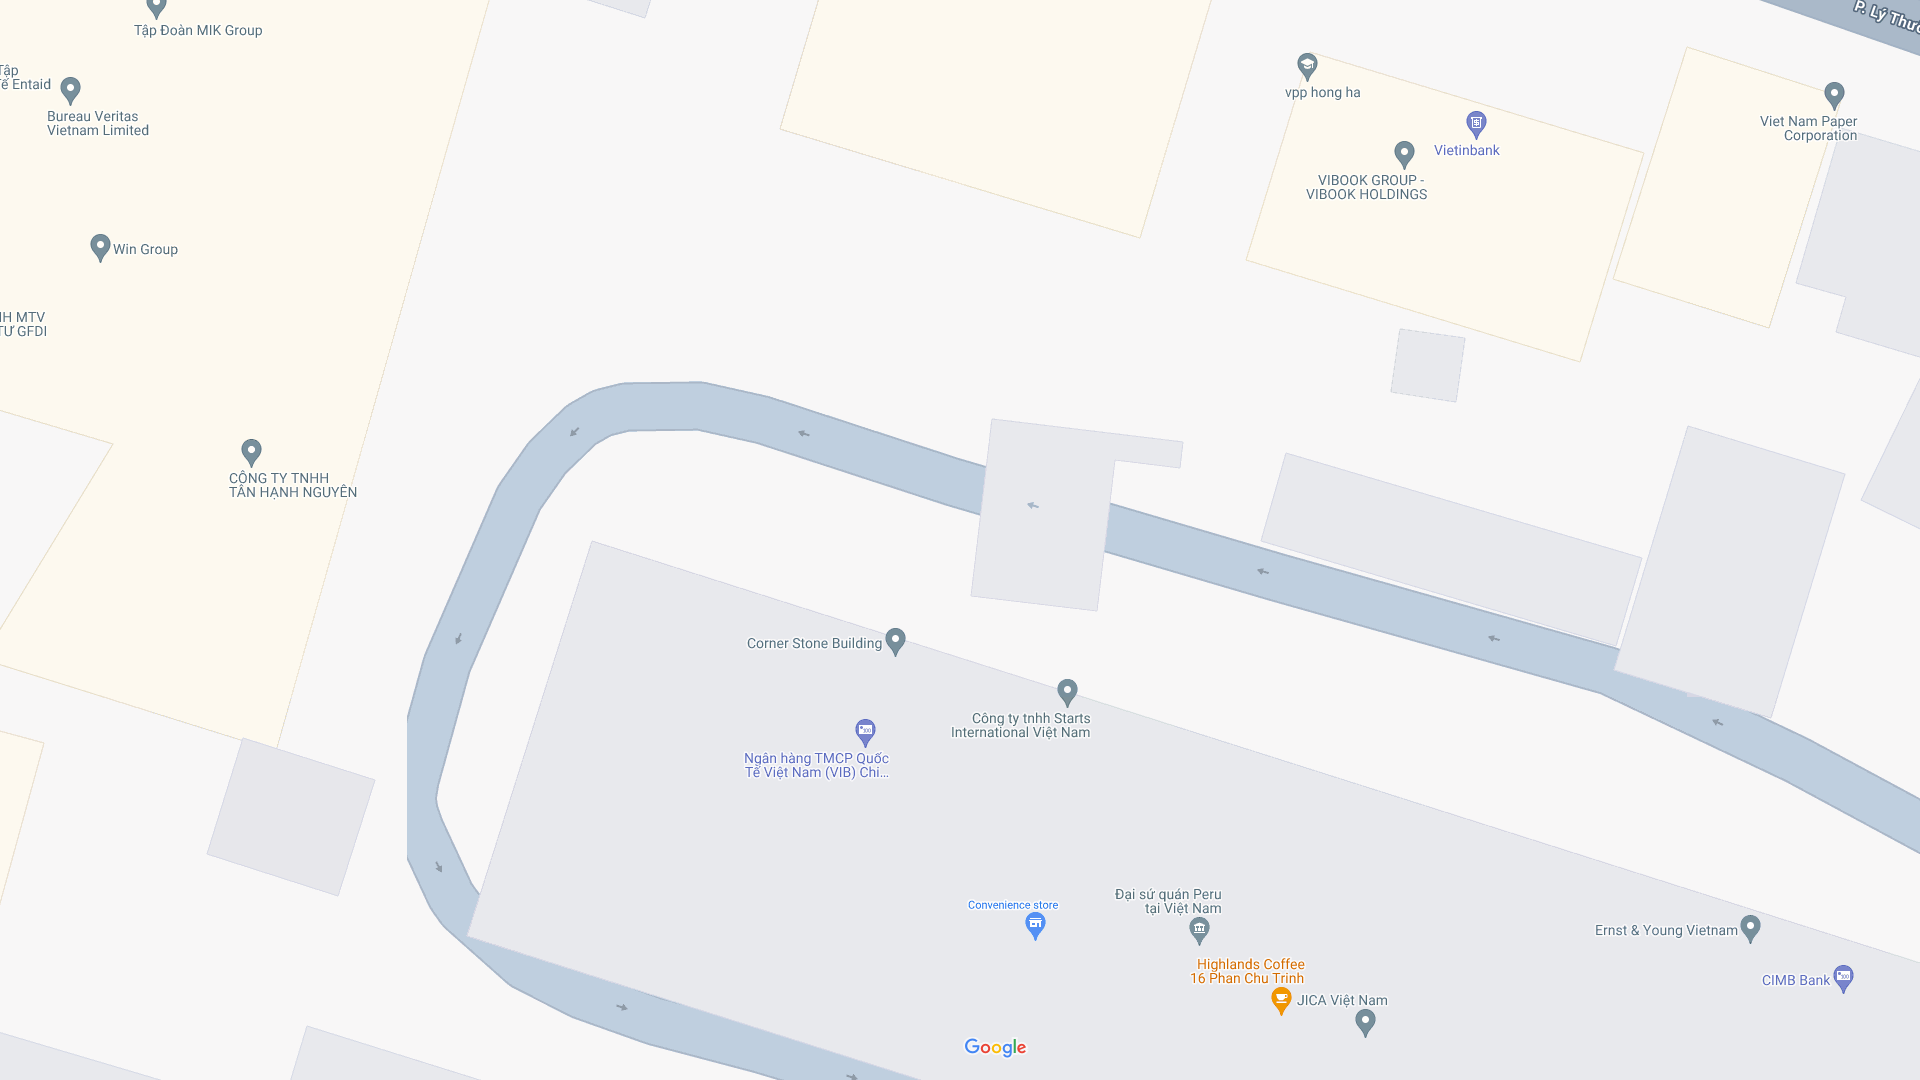 P. Lý Thườ
Tập Đoàn MIK Group
Tập
ế Entaid
Bureau Veritas
Vietnam Limited
vpp hong ha
Vietinbank
Viet Nam Paper
Corporation
VIBOOK GROUP -
VIBOOK HOLDINGS
Win Group
H MTV
TƯ GFDI
CÔNG TY TNHH
TÂN HẠNH NGUYÊN
Corner Stone Building
Công ty tnhh Starts
International Việt Nam
Ngân hàng TMCP Quốc
Tế Việt Nam (VIB) Chi...
Đại sứ quán Peru
tại Việt Nam
Convenience store
Ernst & Young Vietnam
Highlands Coffee
16 Phan Chu Trinh
CIMB Bank
JICA Việt Nam
Google